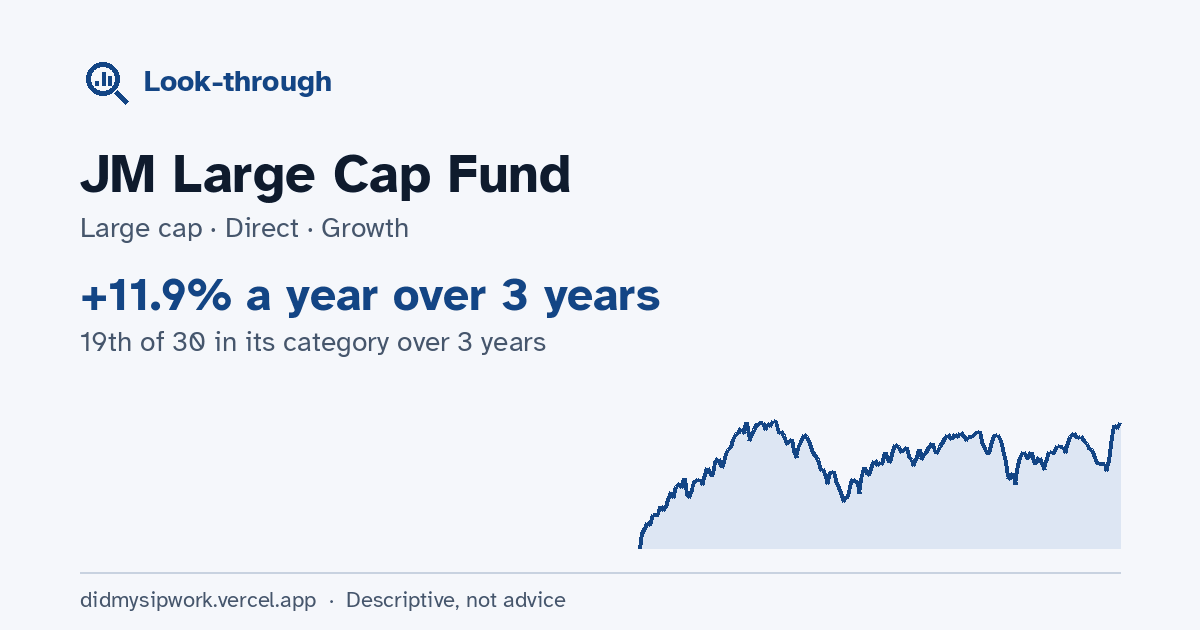 Look-through
JM Large Cap Fund
Large cap · Direct · Growth
+11.9% a year over 3 years
19th of 30 in its category over 3 years
didmysipwork.vercel.app · Descriptive, not advice